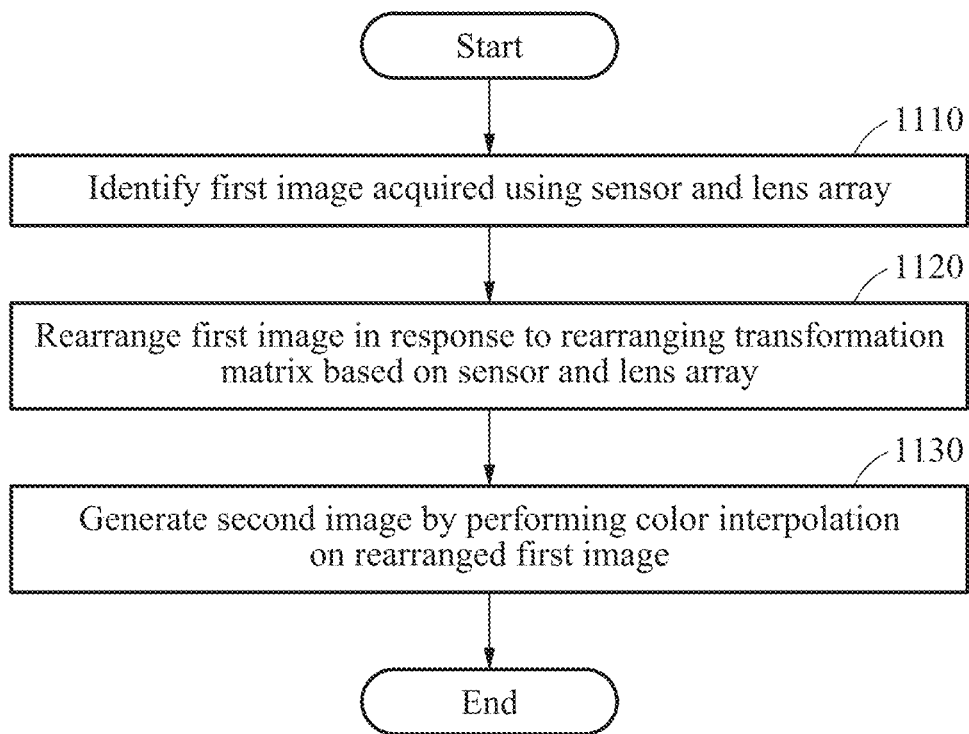 Start
1110
Identify first image acquired using sensor and lens array
1120
Rearrange first image in response to rearranging transformation
matrix based on sensor and lens array
1130
Generate second image by performing color interpolation
on rearranged first image
End